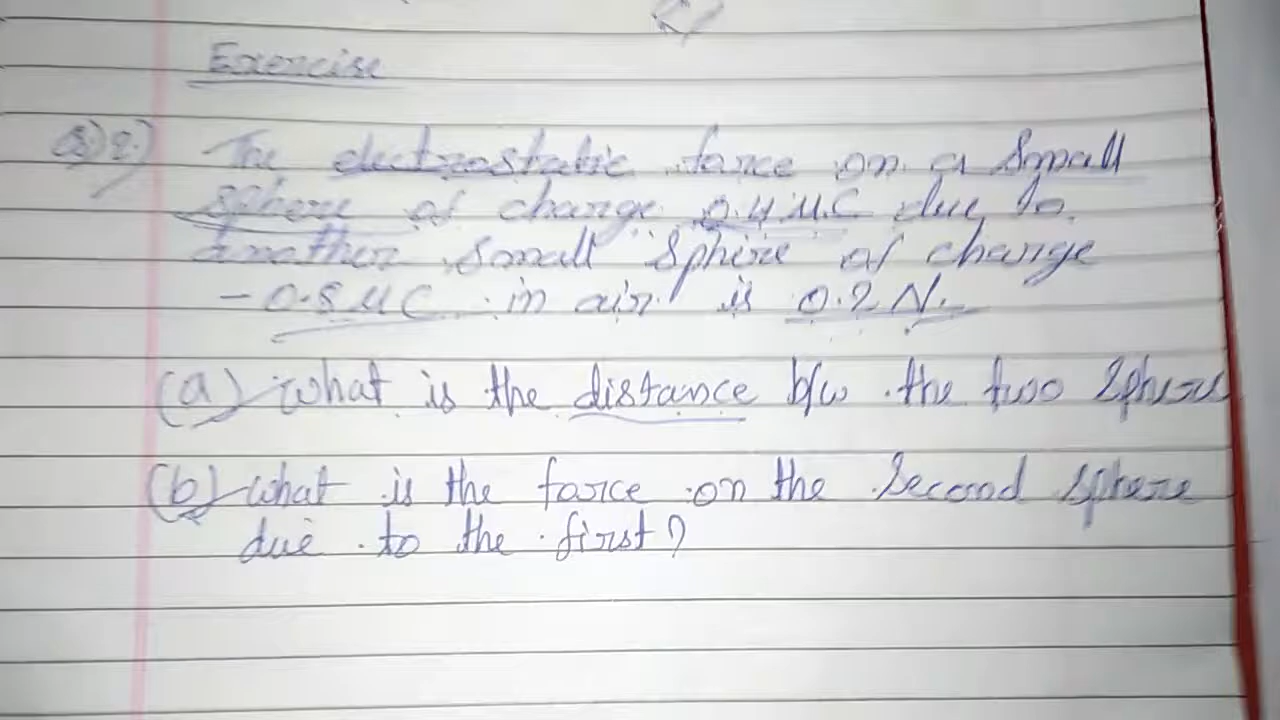 Exercise
Q)2.) The electrostatic force on a small
sphere of charge 0.4 μC due to
Another small sphere of charge
-0.8 μC in air is 0.2 N.
(a) what is the distance b/w the two sphere
(b) what is the force on the second sphere
due to the first?